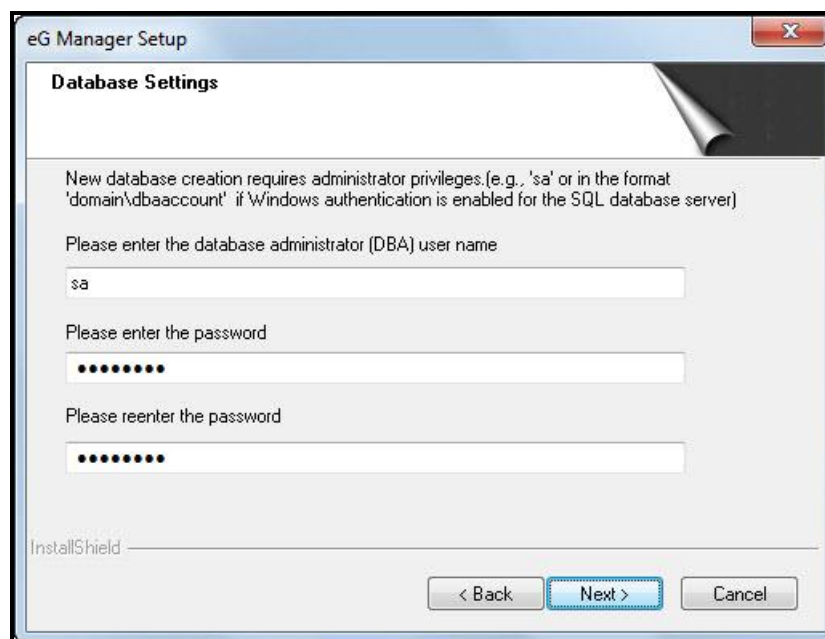 eG Manager Setup
Database Settings
New database creation requires administrator privileges.(e.g., 'sa' or in the format
'domain\dbaaccount' if Windows authentication is enabled for the SQL database server)
Please enter the database administrator (DBA) user name
sa
Please enter the password
••••••••
Please reenter the password
••••••••
InstallShield
< Back
Next >
Cancel